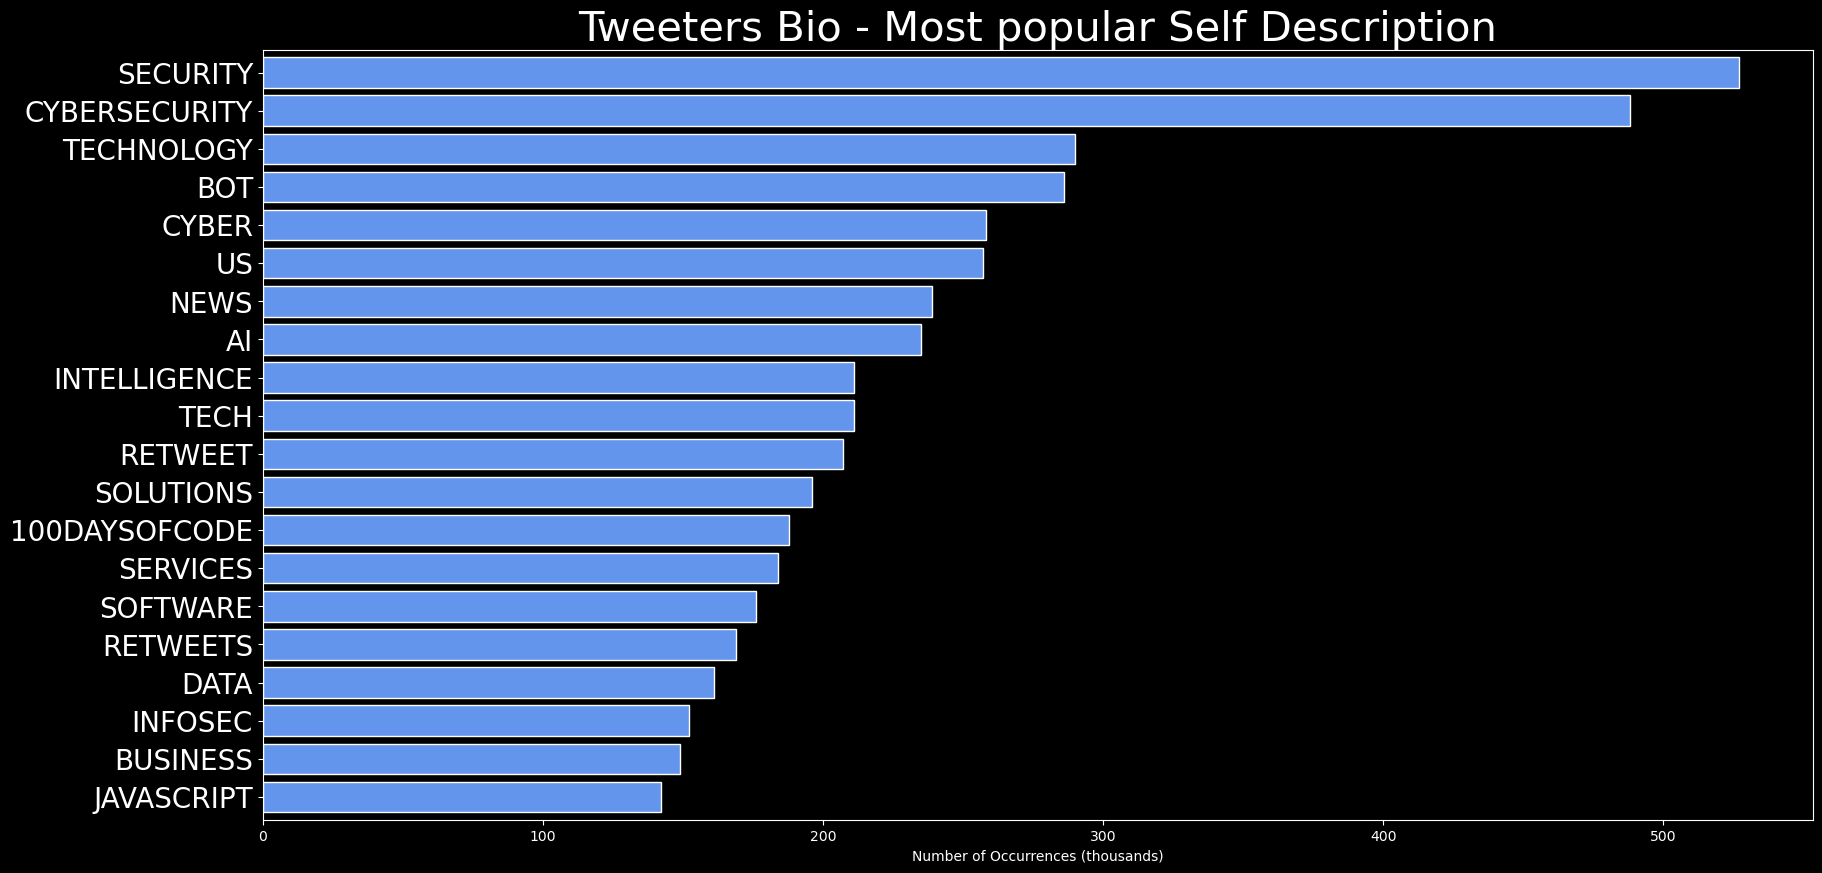 Tweeters Bio - Most popular Self Description
SECURITY
CYBERSECURITY
TECHNOLOGY
BOT
CYBER
US
NEWS
AI
INTELLIGENCE
TECH
RETWEET
SOLUTIONS
100DAYSOFCODE
SERVICES
SOFTWARE
RETWEETS
DATA
INFOSEC
BUSINESS
JAVASCRIPT
0 100 200 300 400 500
Number of Occurrences (thousands)